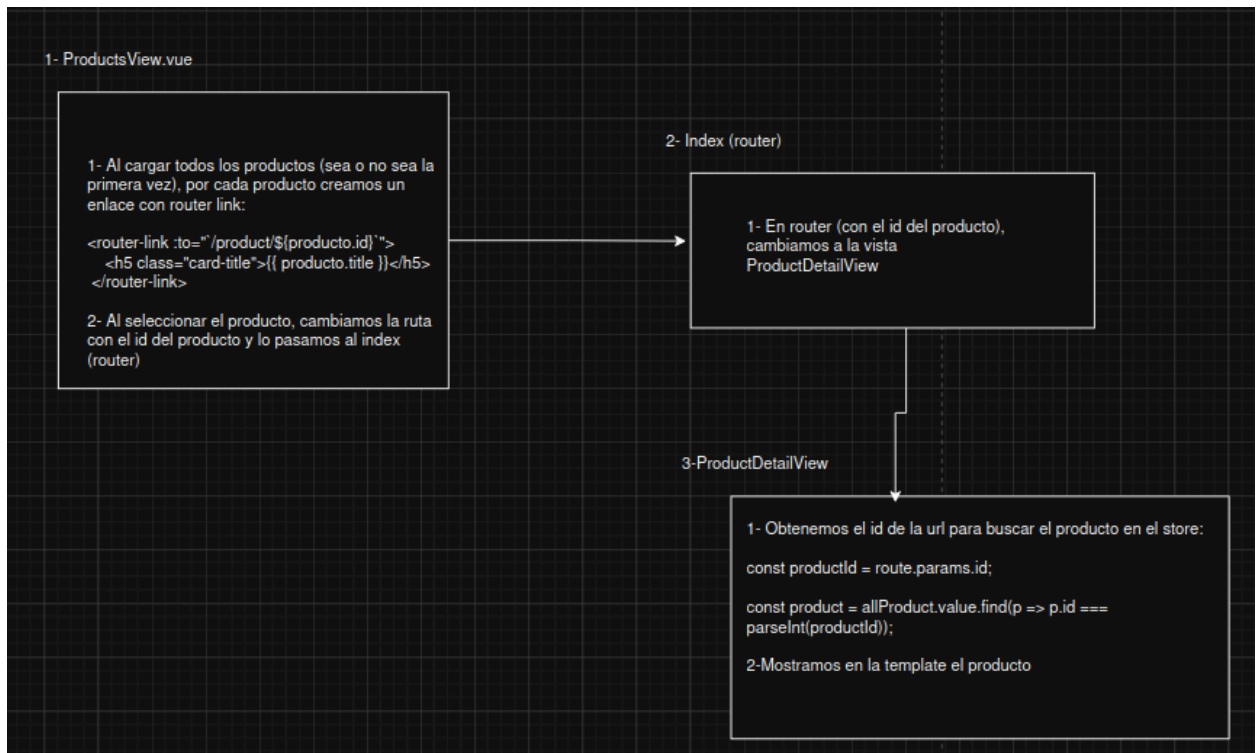 1- ProductsView.vue
1- Al cargar todos los productos (sea o no sea la
primera vez), por cada producto creamos un
enlace con router link:
<router-link :to="`/product/${producto.id}`">
<h5 class="card-title">{{ producto.title }}</h5>
</router-link>
2- Al seleccionar el producto, cambiamos la ruta
con el id del producto y lo pasamos al index
(router)
2- Index (router)
1- En router (con el id del producto),
cambiamos a la vista
ProductDetailView
3-ProductDetailView
1- Obtenemos el id de la url para buscar el producto en el store:
const productId = route.params.id;
const product = allProduct.value.find(p => p.id ===
parseInt(productId));
2-Mostramos en la template el producto